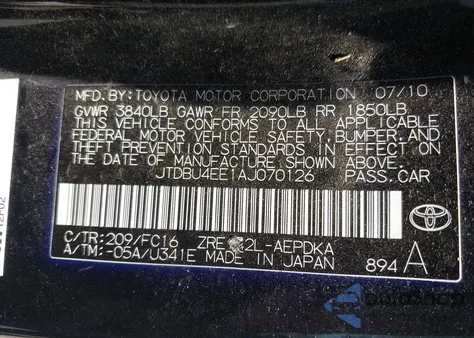 MFD.BY:TOYOTA MOTOR CORPORATION 07/10
GVWR 3840LB GAWR FR 2090LB RR 1850LB
THIS VEHICLE CONFORMS TO ALL APPLICABLE
FEDERAL MOTOR VEHICLE SAFETY, BUMPER, AND
THEFT PREVENTION STANDARDS IN EFFECT ON
THE DATE OF MANUFACTURE SHOWN ABOVE.
JTDBU4EE1AJ070126 PASS.CAR
C/TR:209/FC16 2L-AEPDKA
A/TM:-05A/U341E MADE IN JAPAN 894 A